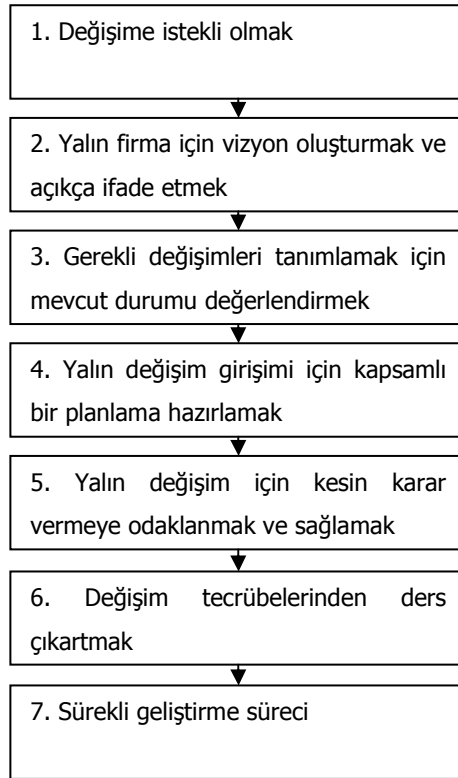 1. Değişime istekli olmak
2. Yalın firma için vizyon oluşturmak ve
açıkça ifade etmek
3. Gerekli değişimleri tanımlamak için
mevcut durumu değerlendirmek
4. Yalın değişim girişimi için kapsamlı
bir planlama hazırlamak
5. Yalın değişim için kesin karar
vermeye odaklanmak ve sağlamak
6. Değişim tecrübelerinden ders
çıkartmak
7. Sürekli geliştirme süreci